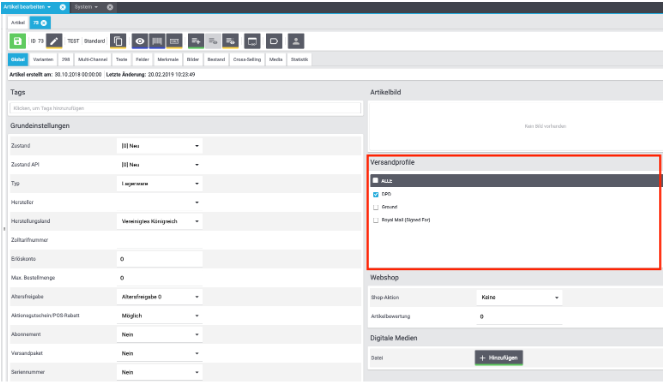 Artikel bearbeiten
System
Artikel
73
ID 73
TEST
Standard
Global
Varianten
Multi-Channel
Texte
Felder
Merkmale
Bilder
Bestand
Cross-Selling
Media
Statistik
Artikel erstellt am: 30.10.2018 00:00:00 Letzte Änderung: 20.02.2019 10:23:49
Tags
Klicken, um Tags hinzuzufügen
Grundeinstellungen
Zustand
[0] Neu
Zustand API
[0] Neu
Typ
Lagerware
Hersteller
Herstellungsland
Vereinigtes Königreich
Zolltarifnummer
Erlöskonto
0
Max. Bestellmenge
0
Altersfreigabe
Altersfreigabe 0
Aktionsgutschein/POS-Rabatt
Möglich
Abonnement
Nein
Versandpaket
Nein
Seriennummer
Nein
Artikelbild
Kein Bild vorhanden
Versandprofile
ALLE
DPD
Ground
Royal Mail (Signed For)
Webshop
Shop-Aktion
Keine
Artikelbewertung
0
Digitale Medien
Datei
Hinzufügen